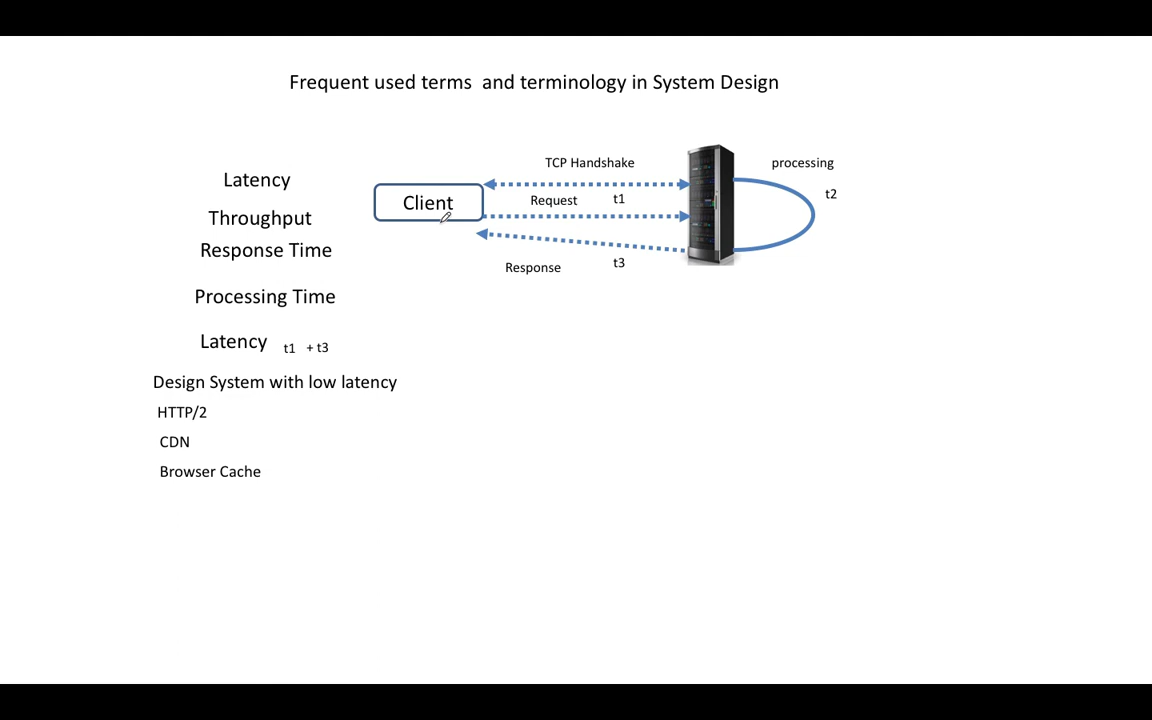 Frequent used terms and terminology in System Design
TCP Handshake
processing
Latency
Client
Request
t1
t2
Throughput
Response Time
Response
t3
Processing Time
Latency t1 + t3
Design System with low latency
HTTP/2
CDN
Browser Cache